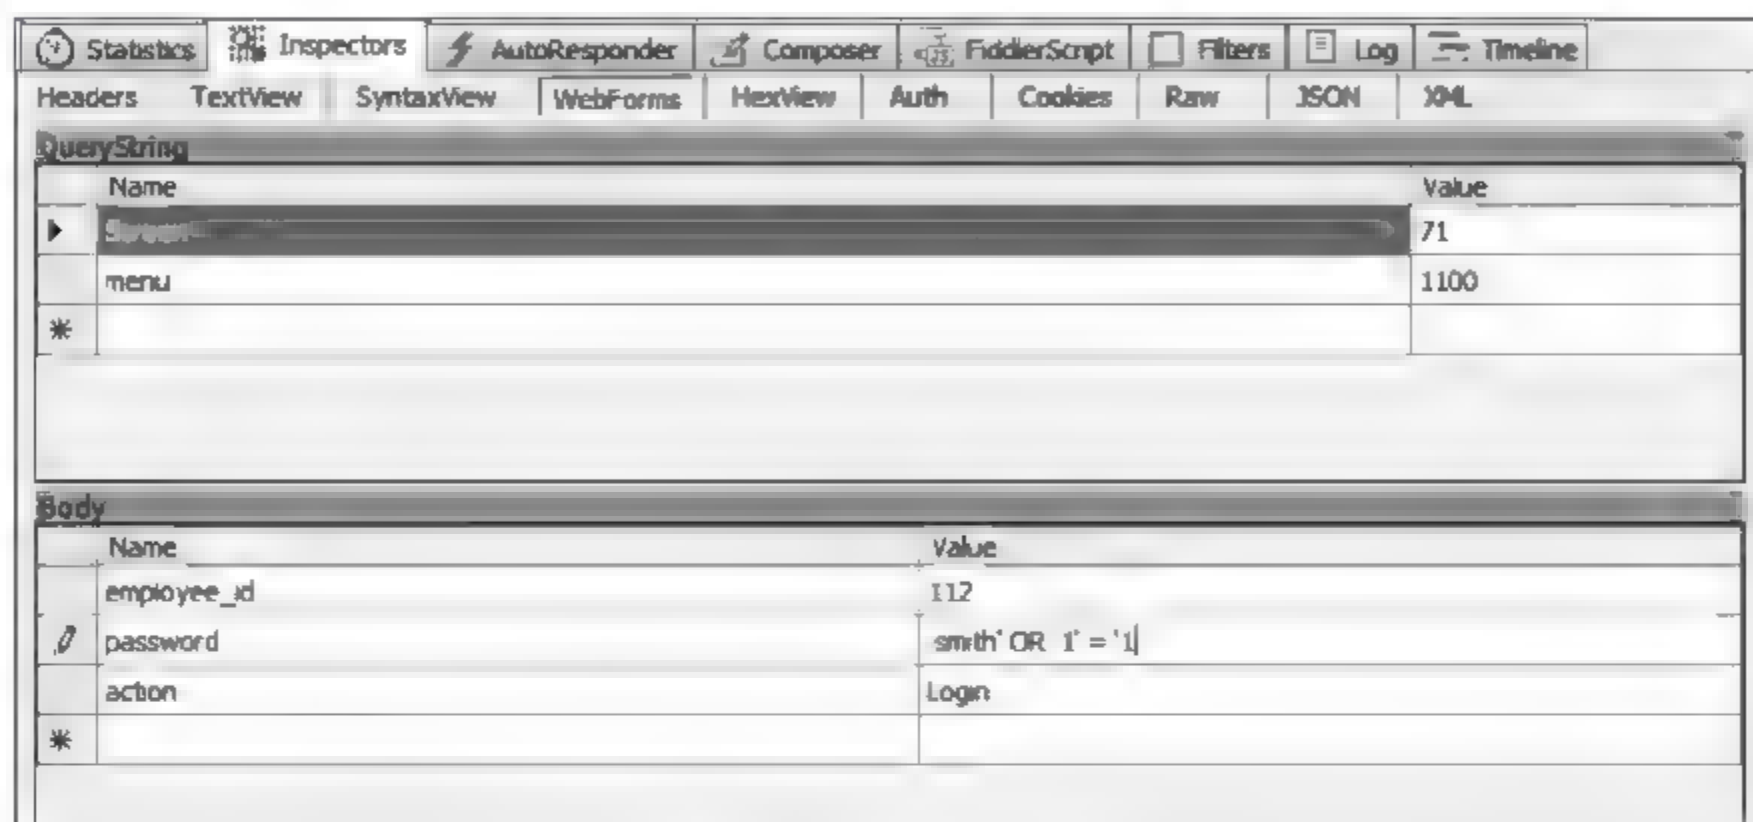 Statistics Inspectors AutoResponder Composer FiddlerScript Filters Log Timeline
Headers TextView SyntaxView WebForms HexView Auth Cookies Raw JSON XML
QueryString
Name Value
71
menu 1100
*
Body
Name Value
employee_id 112
password smith' OR '1' = '1
action Login
*